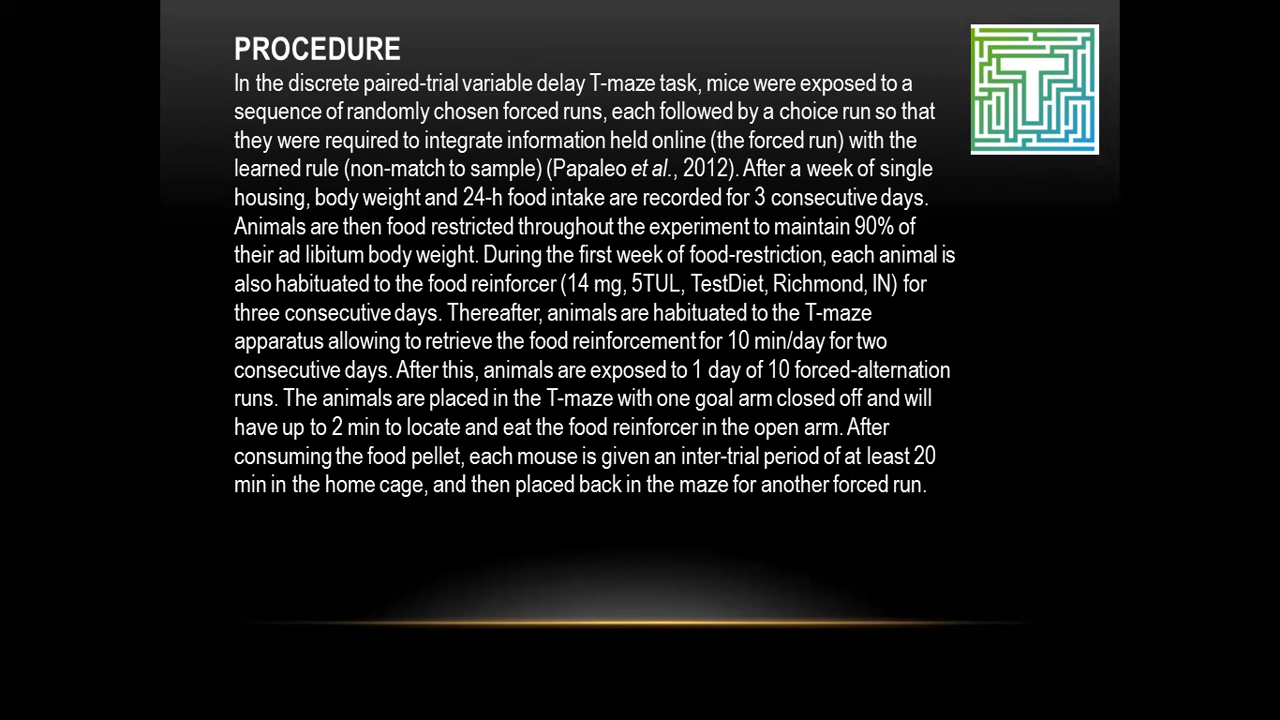 PROCEDURE
In the discrete paired-trial variable delay T-maze task, mice were exposed to a
sequence of randomly chosen forced runs, each followed by a choice run so that
they were required to integrate information held online (the forced run) with the
learned rule (non-match to sample) (Papaleo et al., 2012). After a week of single
housing, body weight and 24-h food intake are recorded for 3 consecutive days.
Animals are then food restricted throughout the experiment to maintain 90% of
their ad libitum body weight. During the first week of food-restriction, each animal is
also habituated to the food reinforcer (14 mg, 5TUL, TestDiet, Richmond, IN) for
three consecutive days. Thereafter, animals are habituated to the T-maze
apparatus allowing to retrieve the food reinforcement for 10 min/day for two
consecutive days. After this, animals are exposed to 1 day of 10 forced-alternation
runs. The animals are placed in the T-maze with one goal arm closed off and will
have up to 2 min to locate and eat the food reinforcer in the open arm. After
consuming the food pellet, each mouse is given an inter-trial period of at least 20
min in the home cage, and then placed back in the maze for another forced run.
T